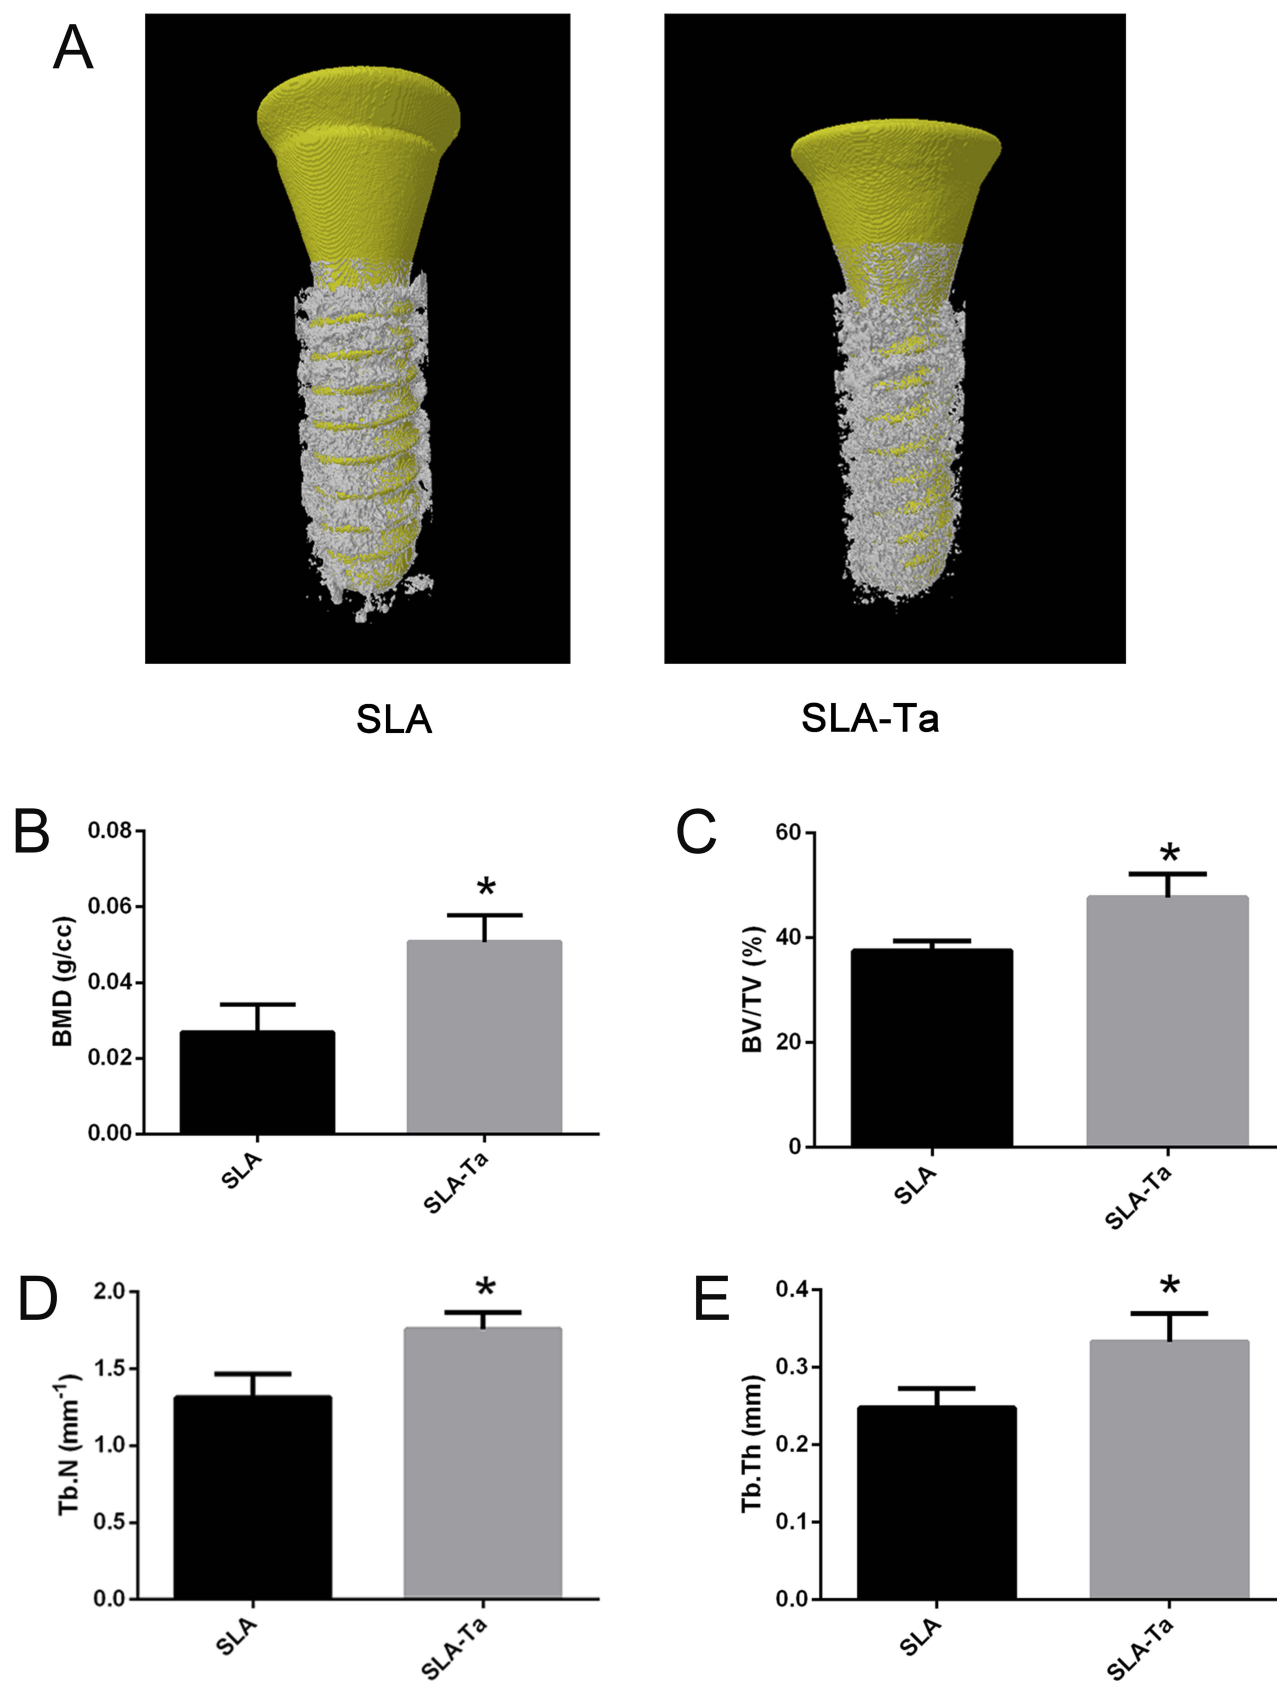 A
SLA
SLA-Ta
B
0.08
0.06
0.04
0.02
0.00
BMD (g/cc)
*
SLA
SLA-Ta
C
60
40
20
0
BV/TV (%)
*
SLA
SLA-Ta
D
2.0
1.5
1.0
0.5
0.0
Tb.N (mm⁻¹)
*
SLA
SLA-Ta
E
0.4
0.3
0.2
0.1
0.0
Tb.Th (mm)
*
SLA
SLA-Ta